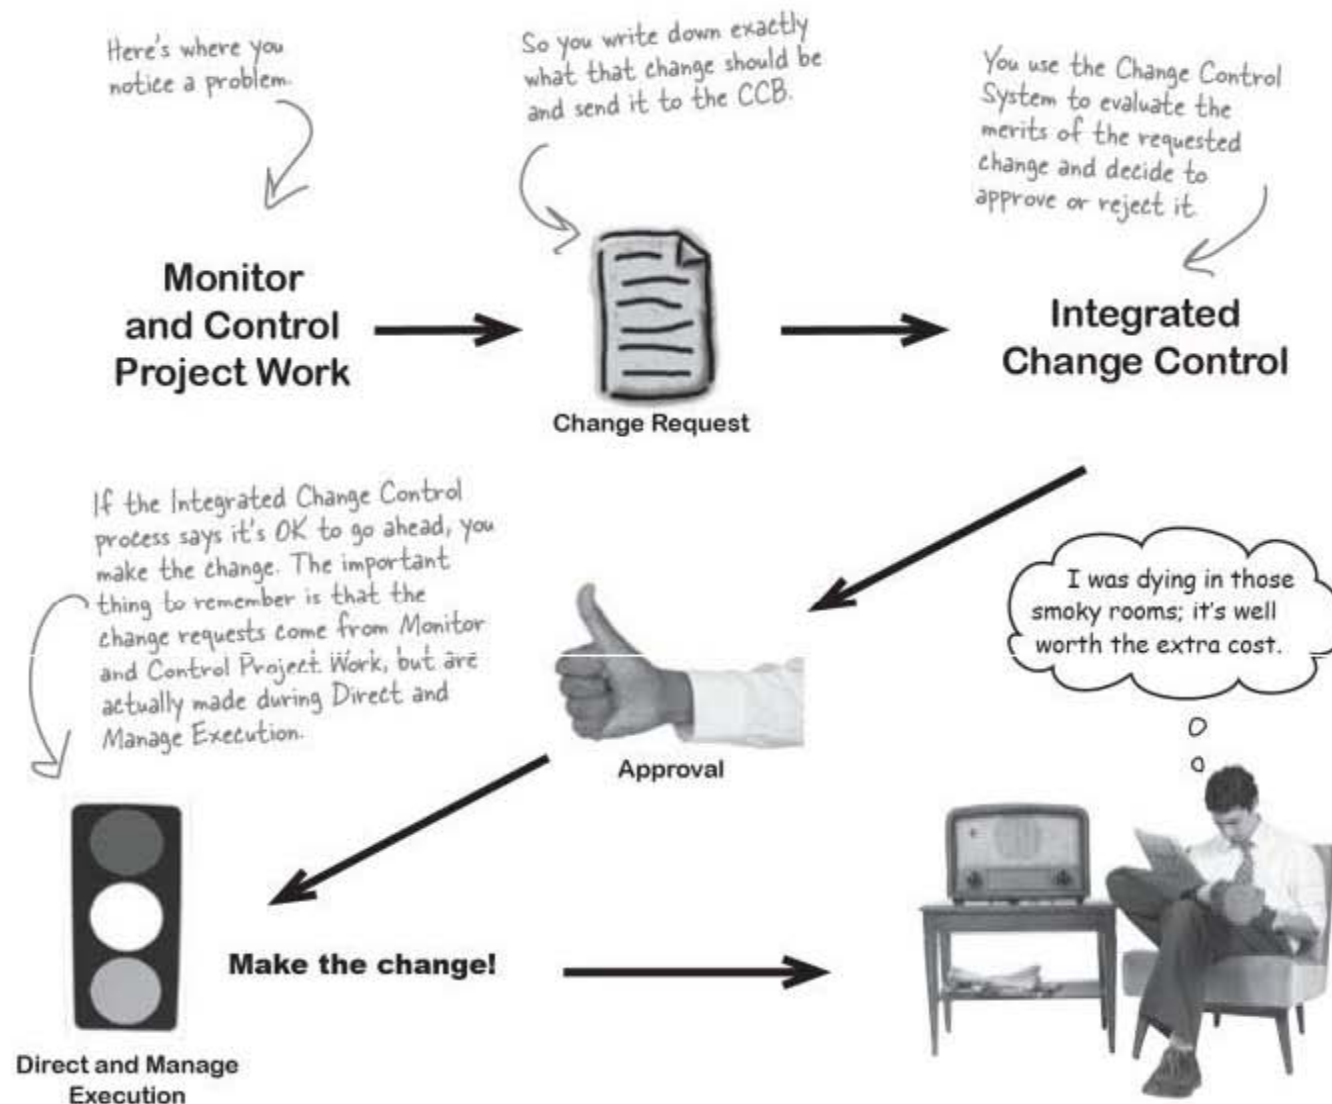 Here's where you
notice a problem.
So you write down exactly
what that change should be
and send it to the CCB.
You use the Change Control
System to evaluate the
merits of the requested
change and decide to
approve or reject it.
Monitor
and Control
Project Work
Change Request
Integrated
Change Control
If the Integrated Change Control
process says it's OK to go ahead, you
make the change. The important
thing to remember is that the
change requests come from Monitor
and Control Project Work, but are
actually made during Direct and
Manage Execution.
Approval
I was dying in those
smoky rooms; it's well
worth the extra cost.
Make the change!
Direct and Manage
Execution